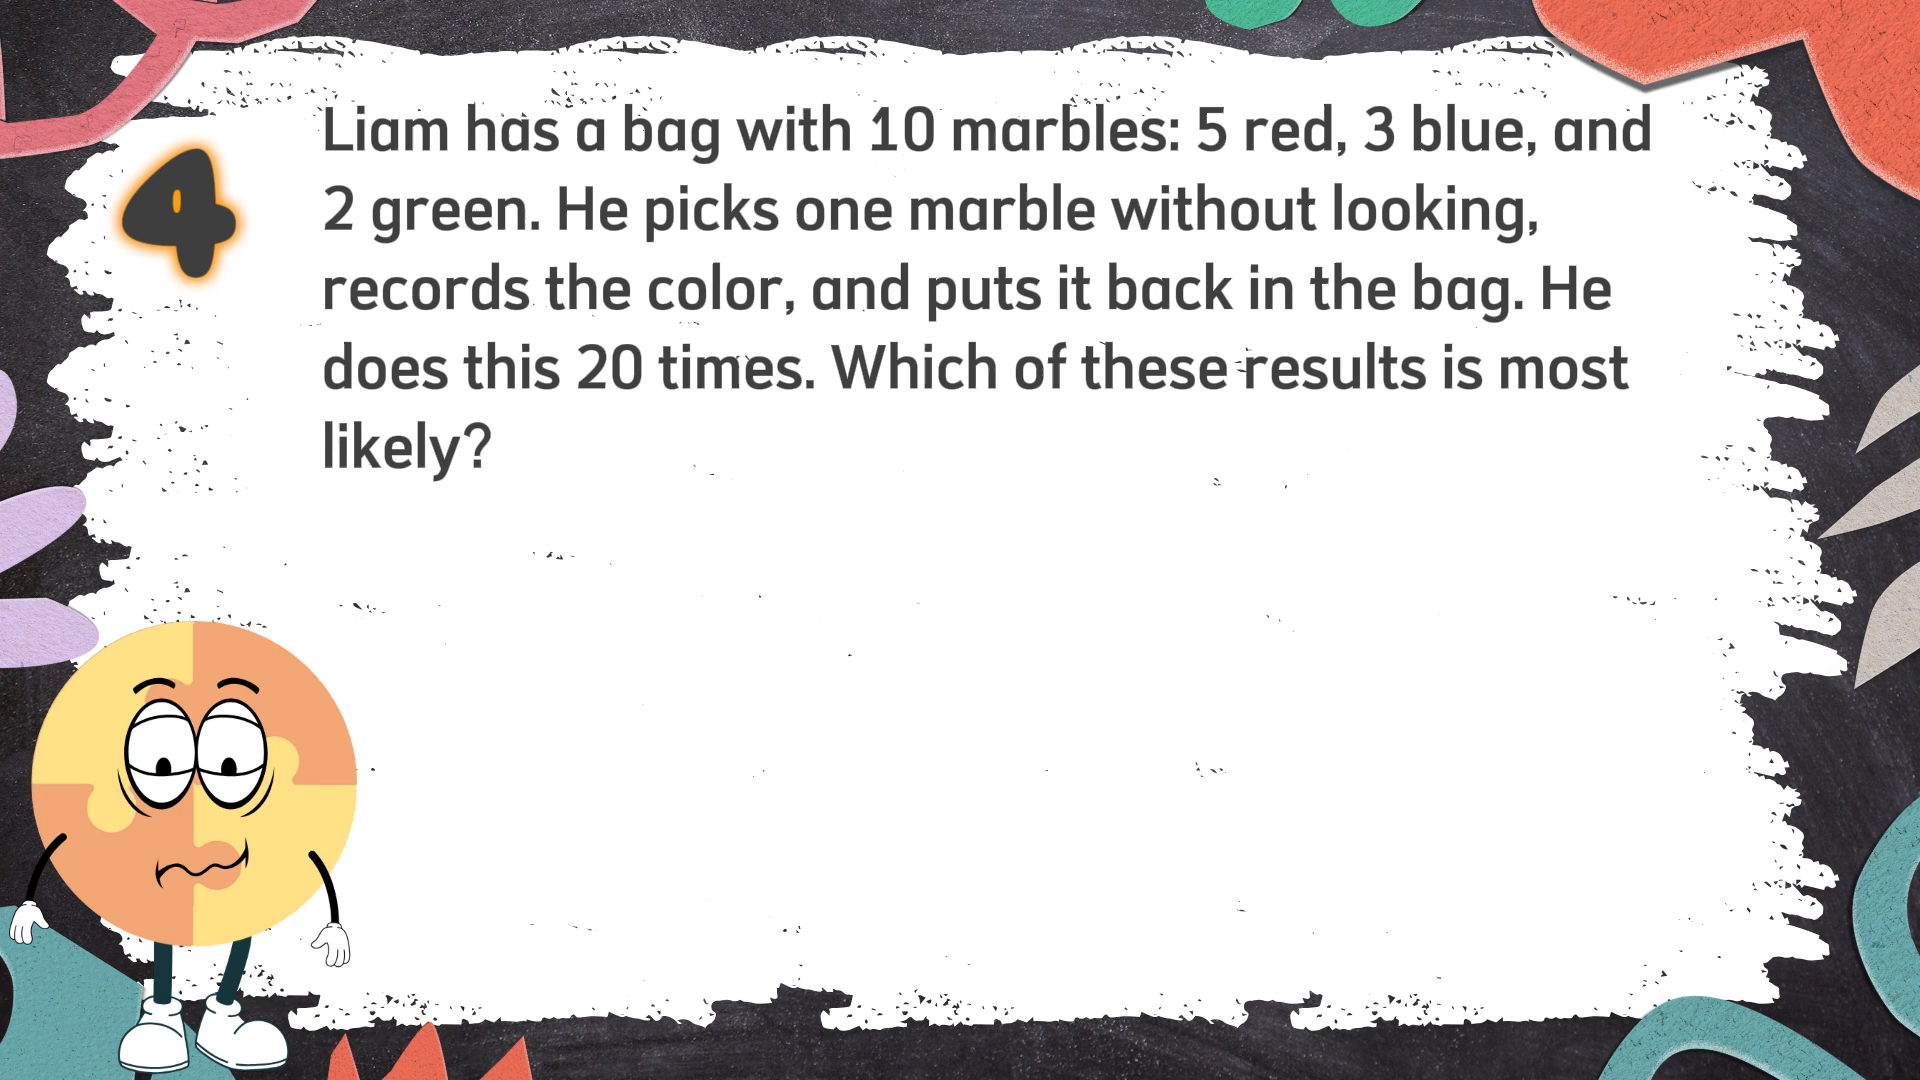 4
Liam has a bag with 10 marbles: 5 red, 3 blue, and
2 green. He picks one marble without looking,
records the color, and puts it back in the bag. He
does this 20 times. Which of these results is most
likely?